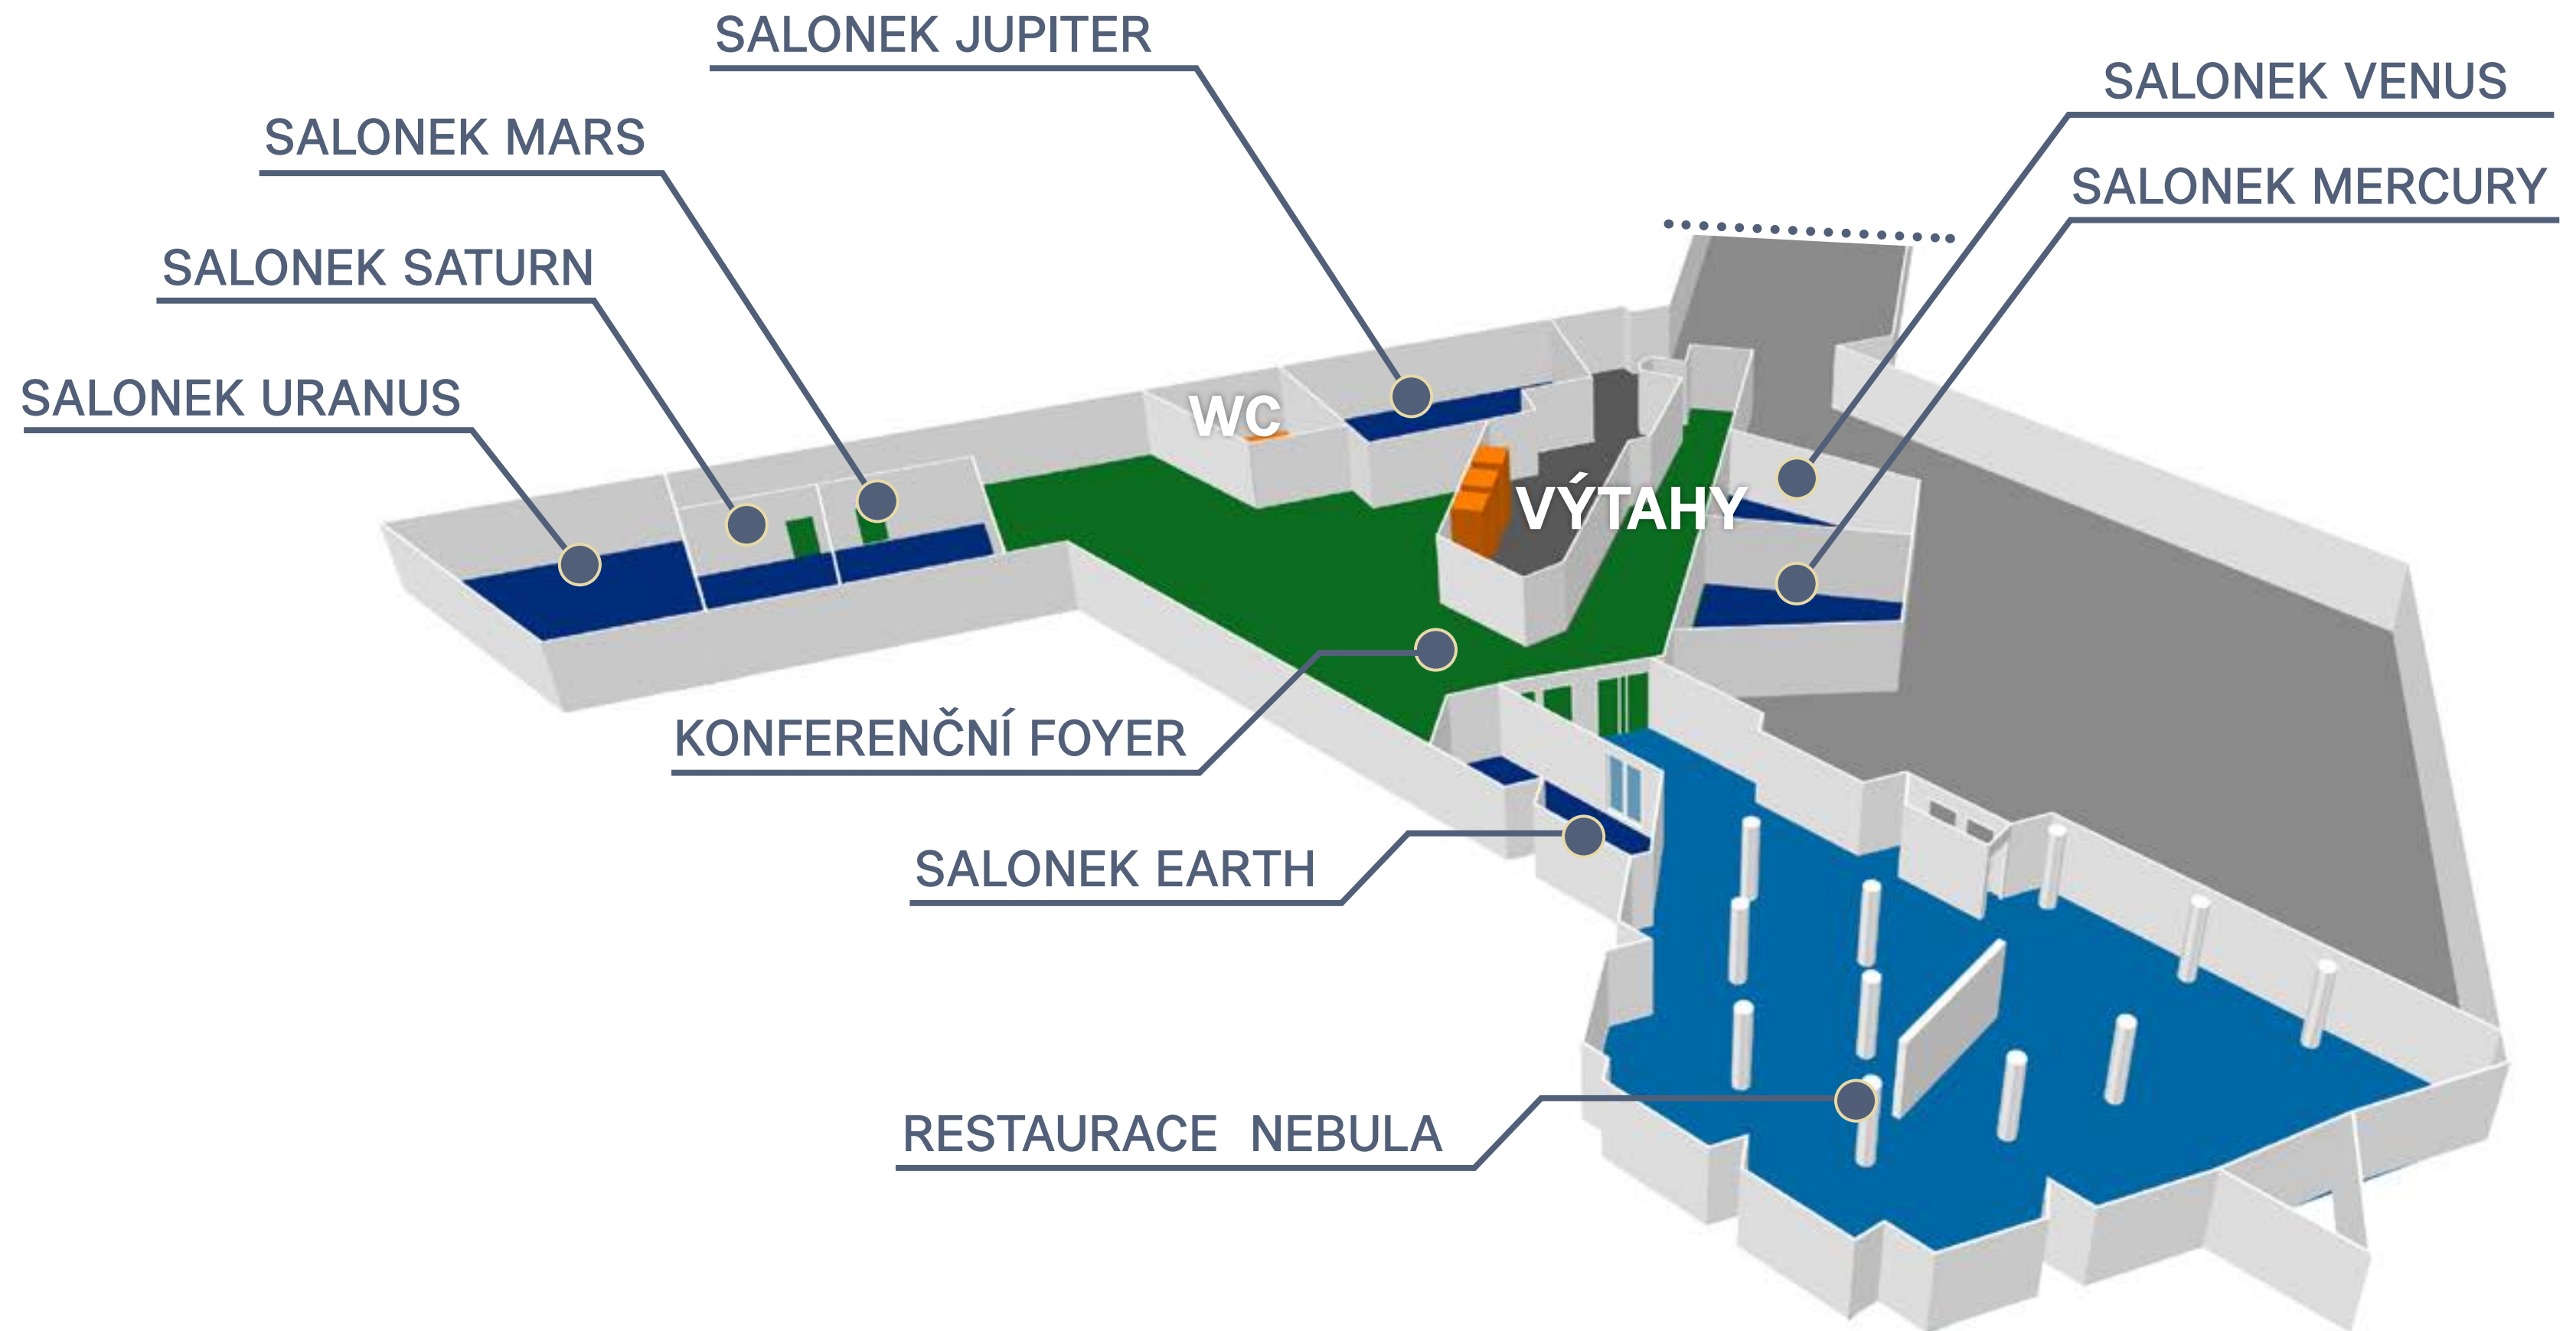 SALONEK JUPITER
SALONEK VENUS
SALONEK MARS
SALONEK MERCURY
SALONEK SATURN
SALONEK URANUS
WC
VÝTAHY
KONFERENČNÍ FOYER
SALONEK EARTH
RESTAURACE NEBULA